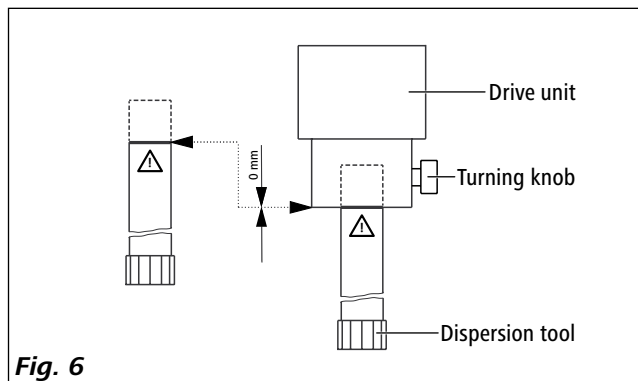 Drive unit
0 mm
Turning knob
Dispersion tool
Fig. 6